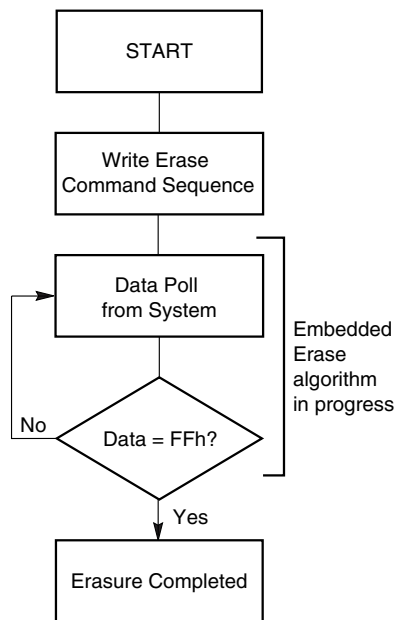 START
Write Erase
Command Sequence
Data Poll
from System
Embedded
Erase
algorithm
in progress
No
Data = FFh?
Yes
Erasure Completed